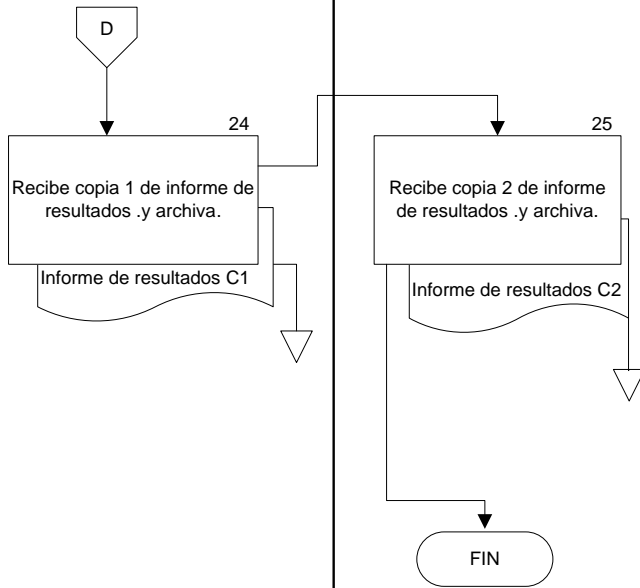 D
24
Recibe copia 1 de informe de
resultados .y archiva.
Informe de resultados C1
25
Recibe copia 2 de informe
de resultados .y archiva.
Informe de resultados C2
FIN